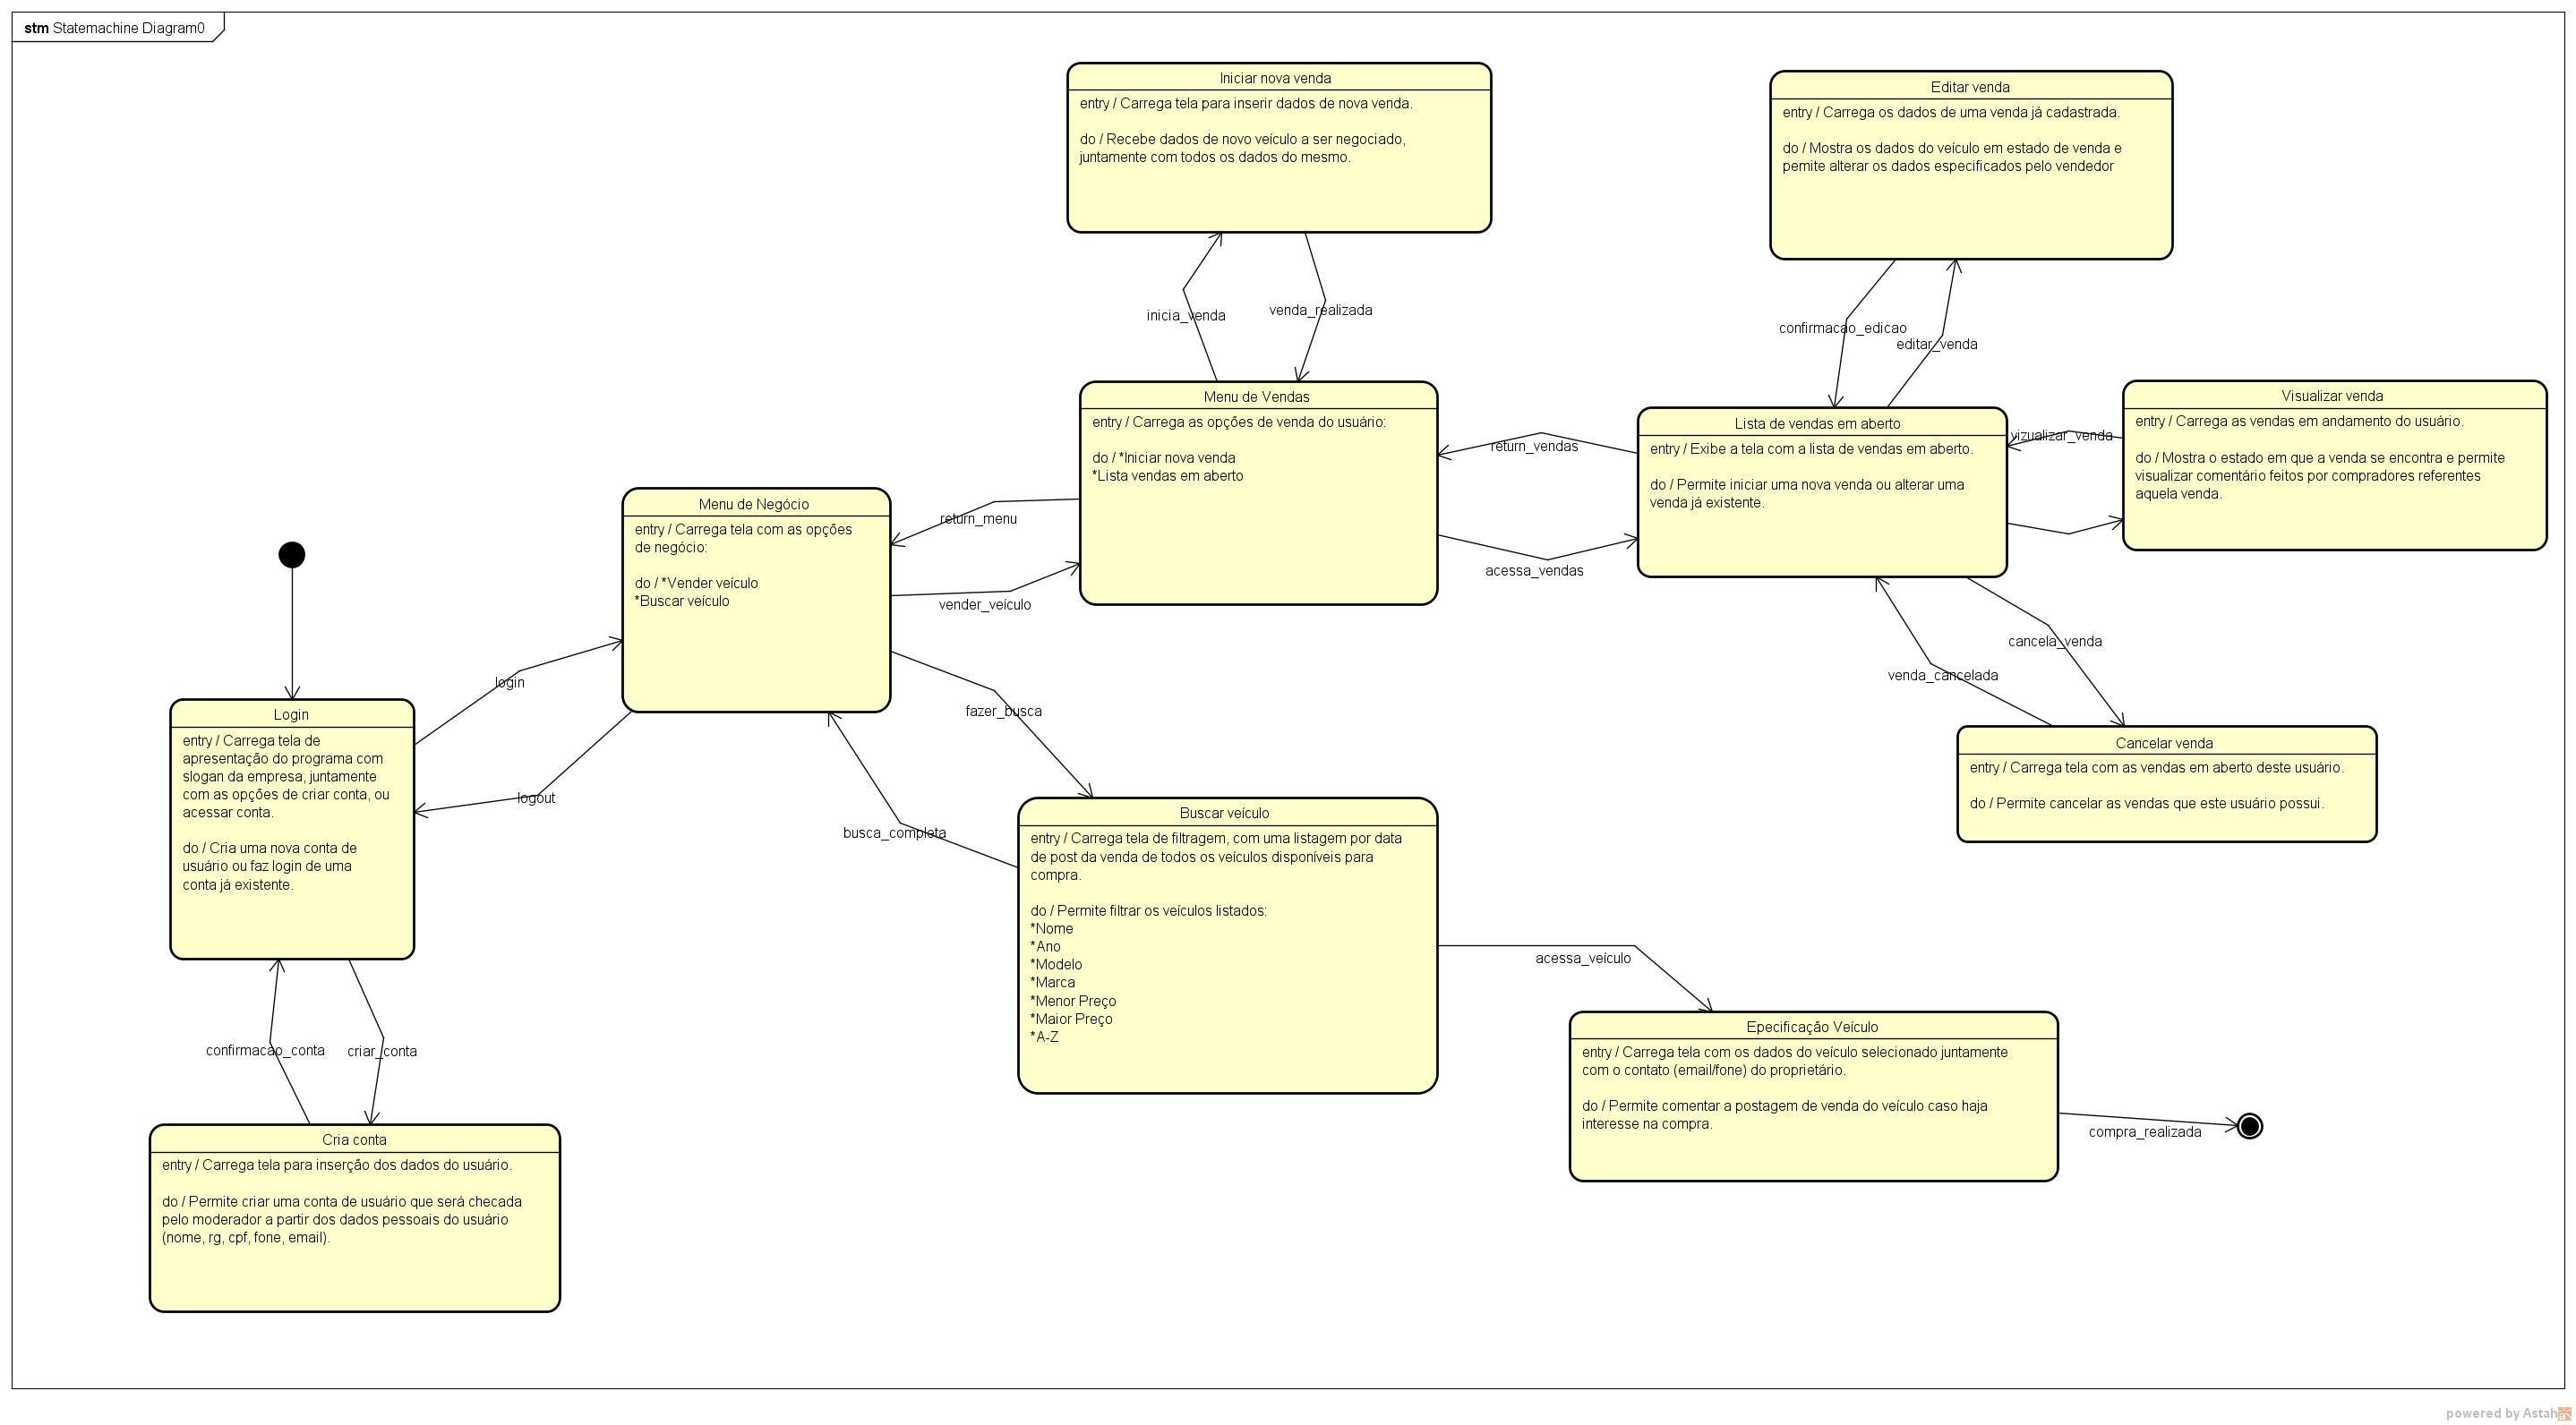 stm Statemachine Diagram0
Iniciar nova venda
entry / Carrega tela para inserir dados de nova venda.
do / Recebe dados de novo veículo a ser negociado,
juntamente com todos os dados do mesmo.
Editar venda
entry / Carrega os dados de uma venda já cadastrada.
do / Mostra os dados do veículo em estado de venda e
pemite alterar os dados especificados pelo vendedor
inicia_venda
venda_realizada
confirmacao_edicao
editar_venda
Menu de Vendas
entry / Carrega as opções de venda do usuário:
do / *Iniciar nova venda
*Lista vendas em aberto
return_vendas
acessa_vendas
Lista de vendas em aberto
entry / Exibe a tela com a lista de vendas em aberto.
do / Permite iniciar uma nova venda ou alterar uma
venda já existente.
vizualizar_venda
Visualizar venda
entry / Carrega as vendas em andamento do usuário.
do / Mostra o estado em que a venda se encontra e permite
visualizar comentário feitos por compradores referentes
aquela venda.
Menu de Negócio
entry / Carrega tela com as opções
de negócio:
do / *Vender veículo
*Buscar veículo
return_menu
vender_veículo
cancela_venda
venda_cancelada
login
logout
fazer_busca
busca_completa
Login
entry / Carrega tela de
apresentação do programa com
slogan da empresa, juntamente
com as opções de criar conta, ou
acessar conta.
do / Cria uma nova conta de
usuário ou faz login de uma
conta já existente.
Cancelar venda
entry / Carrega tela com as vendas em aberto deste usuário.
do / Permite cancelar as vendas que este usuário possui.
Buscar veículo
entry / Carrega tela de filtragem, com uma listagem por data
de post da venda de todos os veículos disponíveis para
compra.
do / Permite filtrar os veículos listados:
*Nome
*Ano
*Modelo
*Marca
*Menor Preço
*Maior Preço
*A-Z
acessa_veículo
confirmacao_conta
criar_conta
Epecificação Veículo
entry / Carrega tela com os dados do veículo selecionado juntamente
com o contato (email/fone) do proprietário.
do / Permite comentar a postagem de venda do veículo caso haja
interesse na compra.
compra_realizada
Cria conta
entry / Carrega tela para inserção dos dados do usuário.
do / Permite criar uma conta de usuário que será checada
pelo moderador a partir dos dados pessoais do usuário
(nome, rg, cpf, fone, email).
powered by Astah